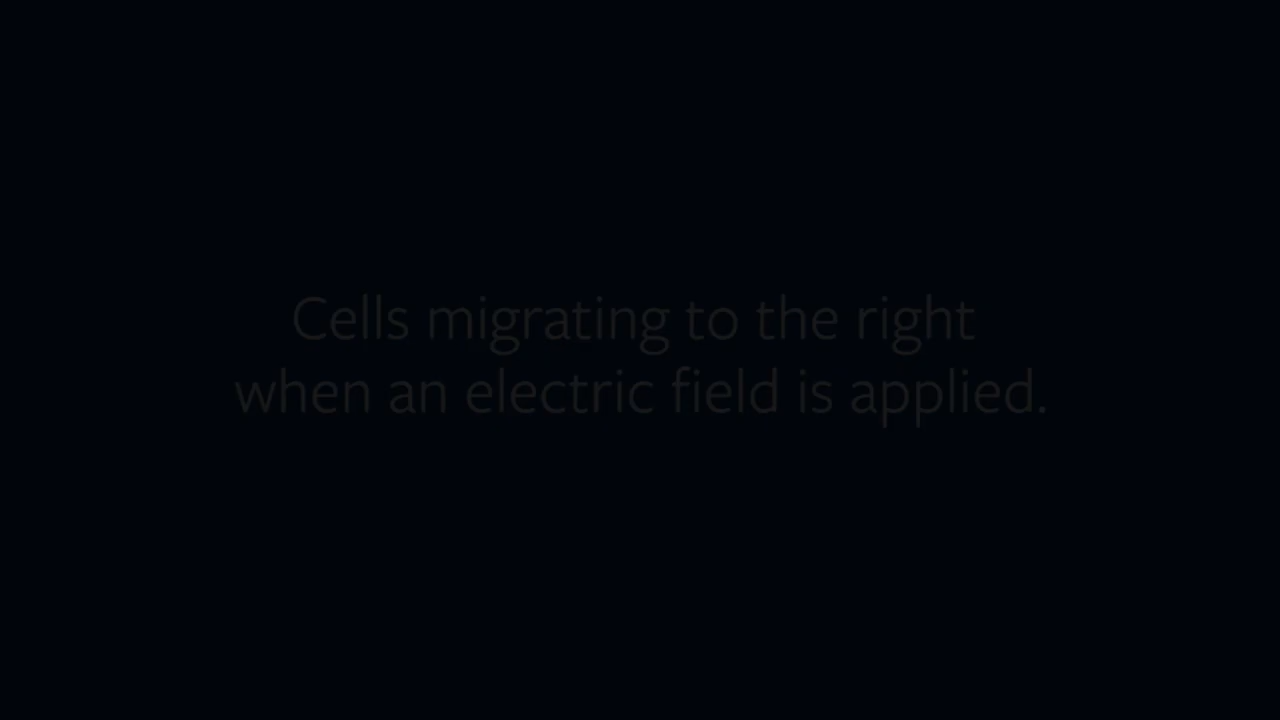 Cells migrating to the right
when an electric field is applied.